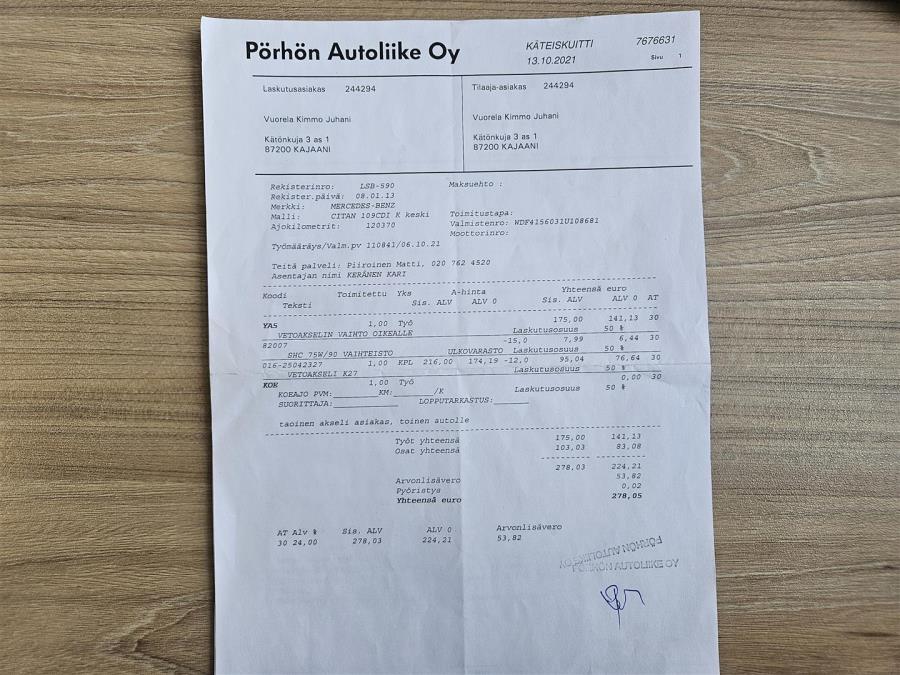 Pörhön Autoliike Oy
KÄTEISKUITTI 7676631
13.10.2021 Sivu 1
Laskutusasiakas 244294
Tilaaja-asiakas 244294
Vuorela Kimmo Juhani
Kätönkuja 3 as 1
87200 KAJAANI
Vuorela Kimmo Juhani
Kätönkuja 3 as 1
87200 KAJAANI
Rekisterinro: LSB-590 Maksuehto :
Rekister.päivä: 08.01.13
Merkki: MERCEDES-BENZ
Malli: CITAN 109CDI K keski Toimitustapa:
Ajokilometrit: 120370 Valmistenro: WDF4156031U108681
Moottorinro:
Työmääräys/Valm.pv 110841/06.10.21
Teitä palveli: Piiroinen Matti, 020 762 4520
Asentajan nimi KERÄNEN KARI
Koodi Toimitettu Yks A-hinta Yhteensä euro
Teksti Sis. ALV ALV 0 Sis. ALV ALV 0 AT
YAS 1,00 Työ 175,00 141,13 30
VETOAKSELIN VAIHTO OIKEALLE Laskutusosuus 50 %
82007 -15,0 7,99 6,44 30
SHC 75W/90 VAIHTEISTO ULKOVARASTO Laskutusosuus 50 %
016-25042327 1,00 KPL 216,00 174,19 -12,0 95,04 76,64 30
VETOAKSELI K27 Laskutusosuus 50 %
KOE 1,00 Työ 0,00 30
KOEAJO PVM: KM: /K Laskutusosuus 50 %
SUORITTAJA: LOPPUTARKASTUS:
taoinen akseli asiakas, toinen autolle
Työt yhteensä 175,00 141,13
Osat yhteensä 103,03 83,08
278,03 224,21
Arvonlisävero 53,82
Pyöristys 0,02
Yhteensä euro 278,05
AT Alv % Sis. ALV ALV 0 Arvonlisävero
30 24,00 278,03 224,21 53,82
PÖRHÖN AUTOLIIKE OY
PÖRHÖN AUTOLIIKE OY